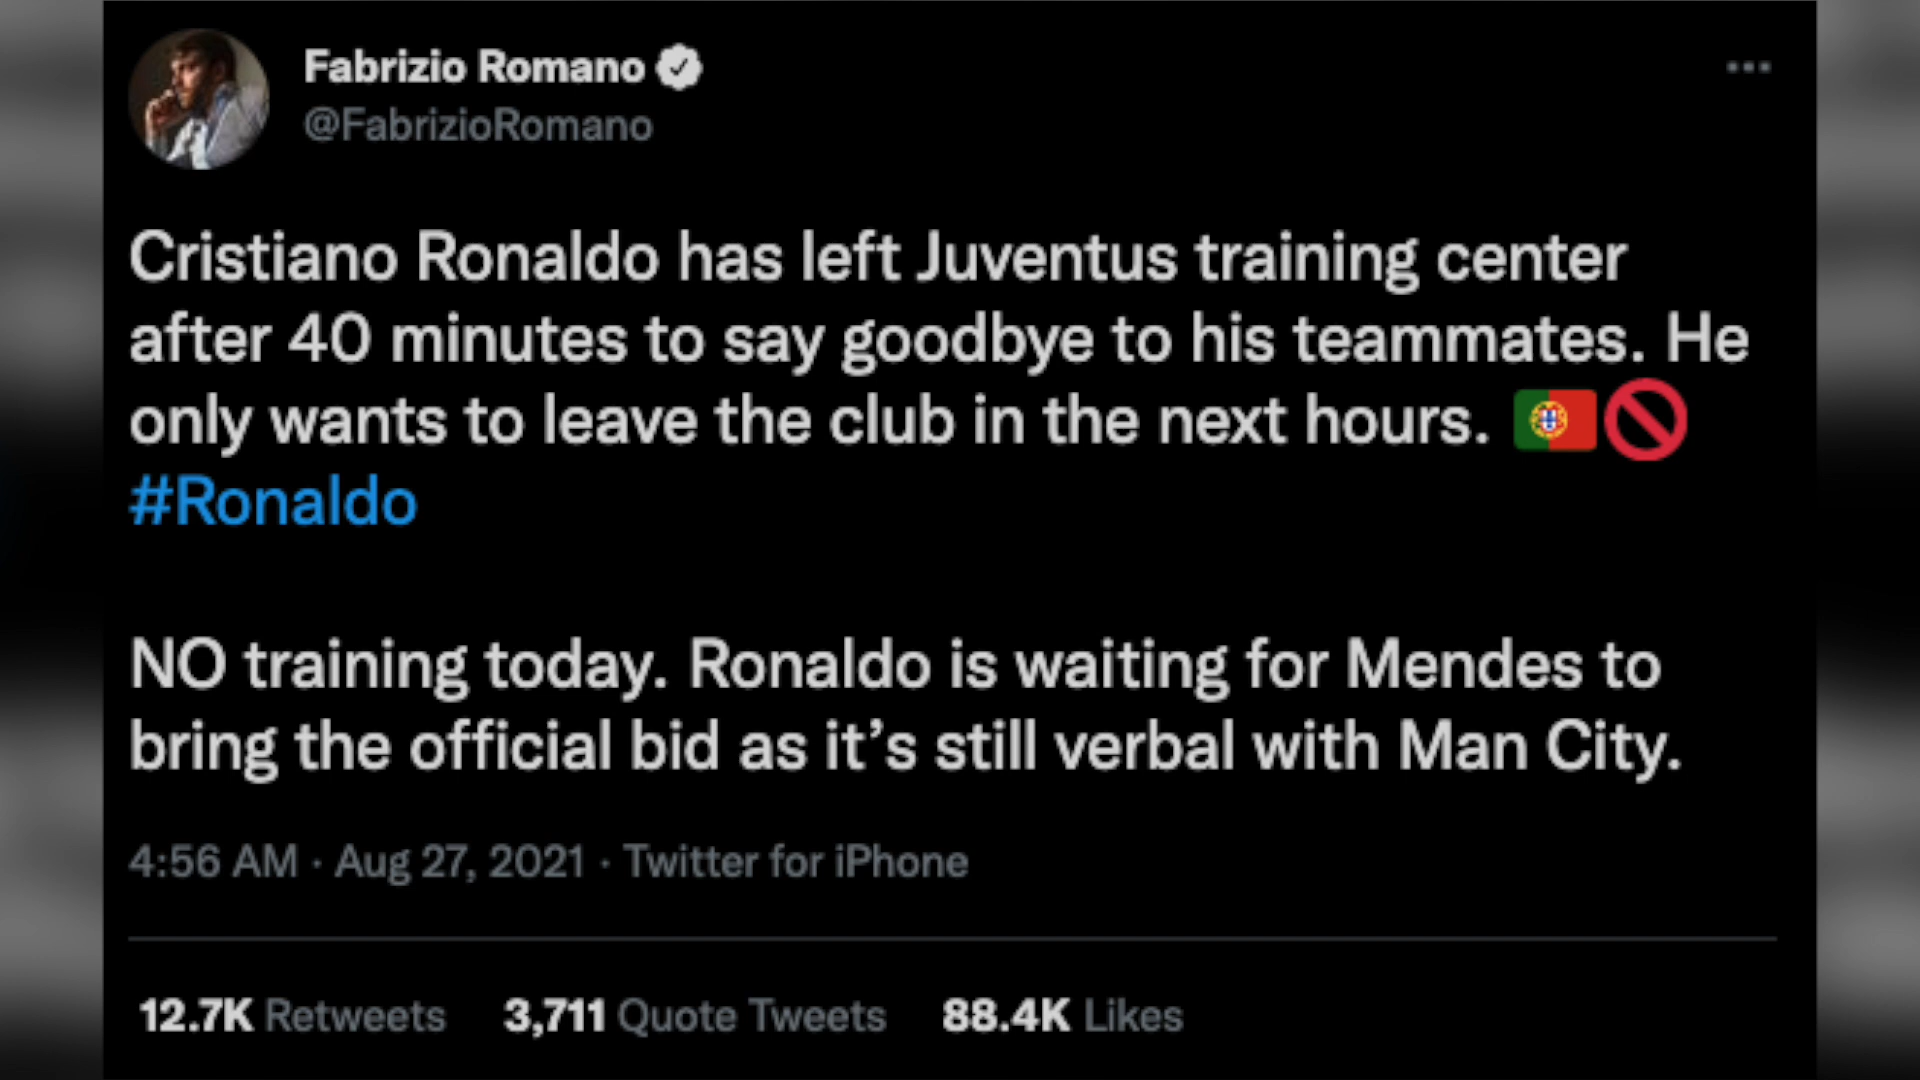 Fabrizio Romano
@FabrizioRomano
Cristiano Ronaldo has left Juventus training center
after 40 minutes to say goodbye to his teammates. He
only wants to leave the club in the next hours. 🇵🇹🚫
#Ronaldo
NO training today. Ronaldo is waiting for Mendes to
bring the official bid as it’s still verbal with Man City.
4:56 AM · Aug 27, 2021 · Twitter for iPhone
12.7K Retweets 3,711 Quote Tweets 88.4K Likes